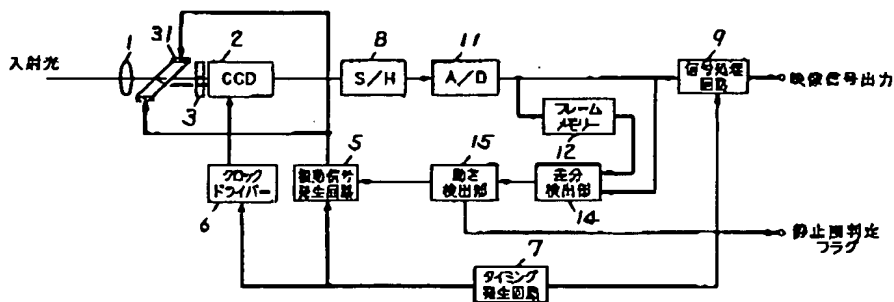 31
1
2
8
11
9
入射光
CCD
S/H
A/D
信号処理
回路
映像信号出力
3
フレーム
メモリー
12
5
15
クロック
ドライバー
振動信号
発生回路
動き
検出部
差分
検出部
6
14
静止画判定
フラグ
7
タイミング
発生回路